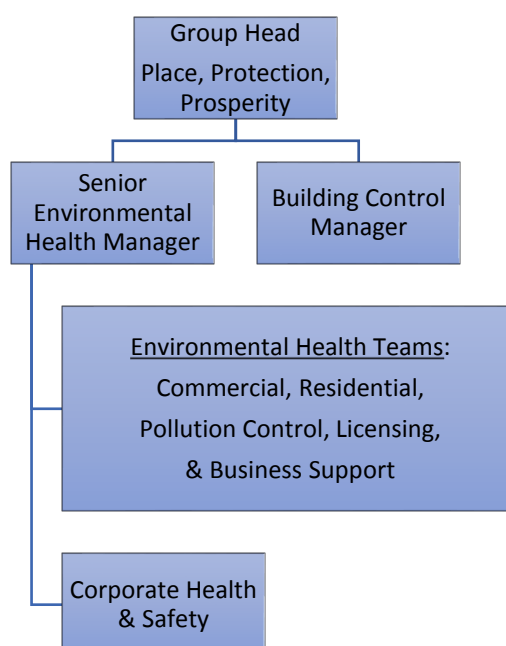 Group Head
Place, Protection,
Prosperity
Senior
Environmental
Health Manager
Building Control
Manager
Environmental Health Teams:
Commercial, Residential,
Pollution Control, Licensing,
& Business Support
Corporate Health
& Safety